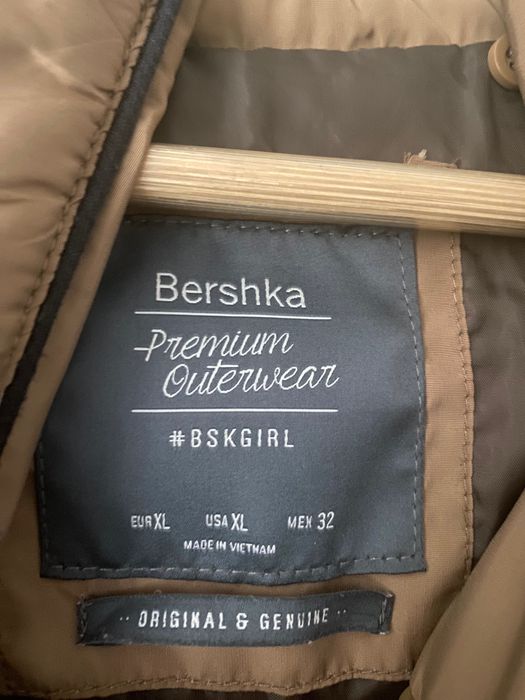 Bershka
Premium
Outerwear
#BSKGIRL
EUR XL USA XL MEX 32
MADE IN VIETNAM
·· ORIGINAL & GENUINE ··